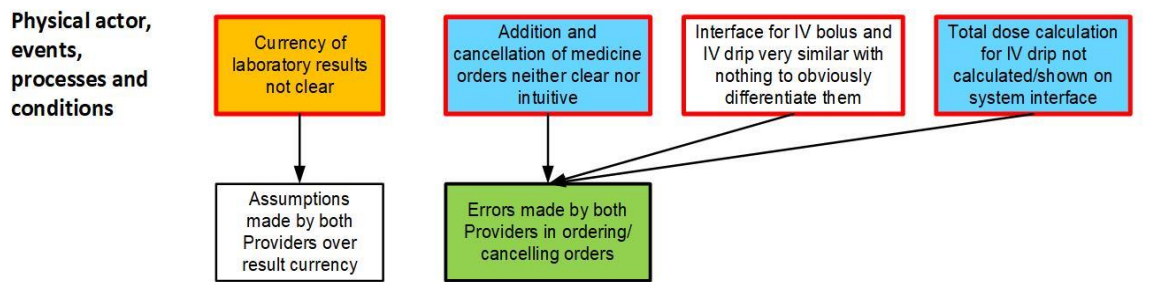 Physical actor,
events,
processes and
conditions
Currency of
laboratory results
not clear
Addition and
cancellation of medicine
orders neither clear nor
intuitive
Interface for IV bolus and
IV drip very similar with
nothing to obviously
differentiate them
Total dose calculation
for IV drip not
calculated/shown on
system interface
Assumptions
made by both
Providers over
result currency
Errors made by both
Providers in ordering/
cancelling orders